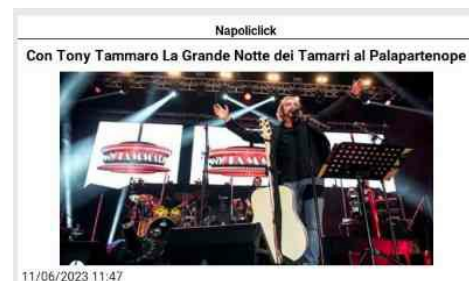 Napoliclick
Con Tony Tammaro La Grande Notte dei Tamarri al Palapartenope
11/06/2023 11:47